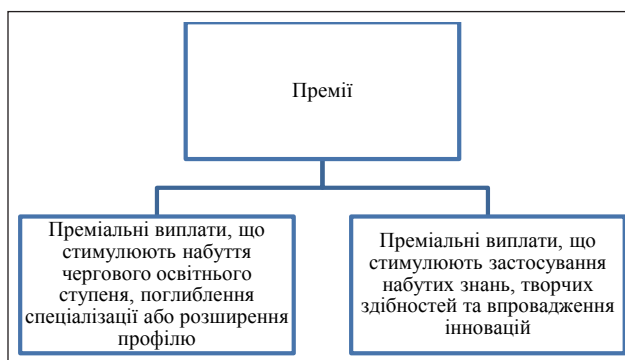 Премії
Преміальні виплати, що
стимулюють набуття
чергового освітнього
ступеня, поглиблення
спеціалізації або розширення
профілю
Преміальні виплати, що
стимулюють застосування
набутих знань, творчих
здібностей та впровадження
інновацій